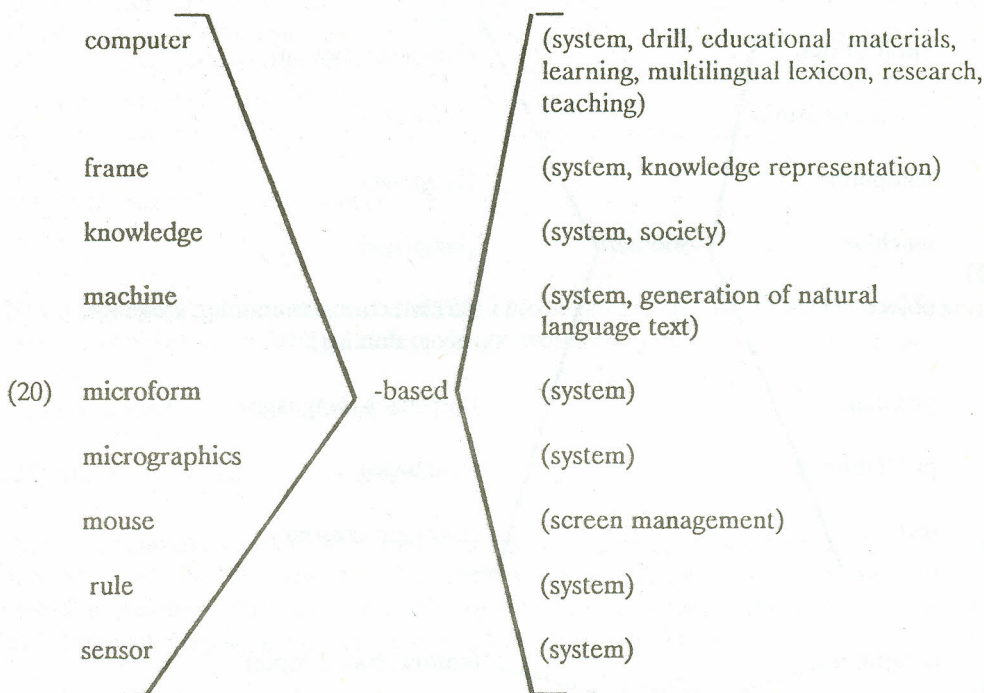 computer (system, drill, educational materials,
learning, multilingual lexicon, research,
teaching)
frame (system, knowledge representation)
knowledge (system, society)
machine (system, generation of natural
language text)
(20) microform -based (system)
micrographics (system)
mouse (screen management)
rule (system)
sensor (system)